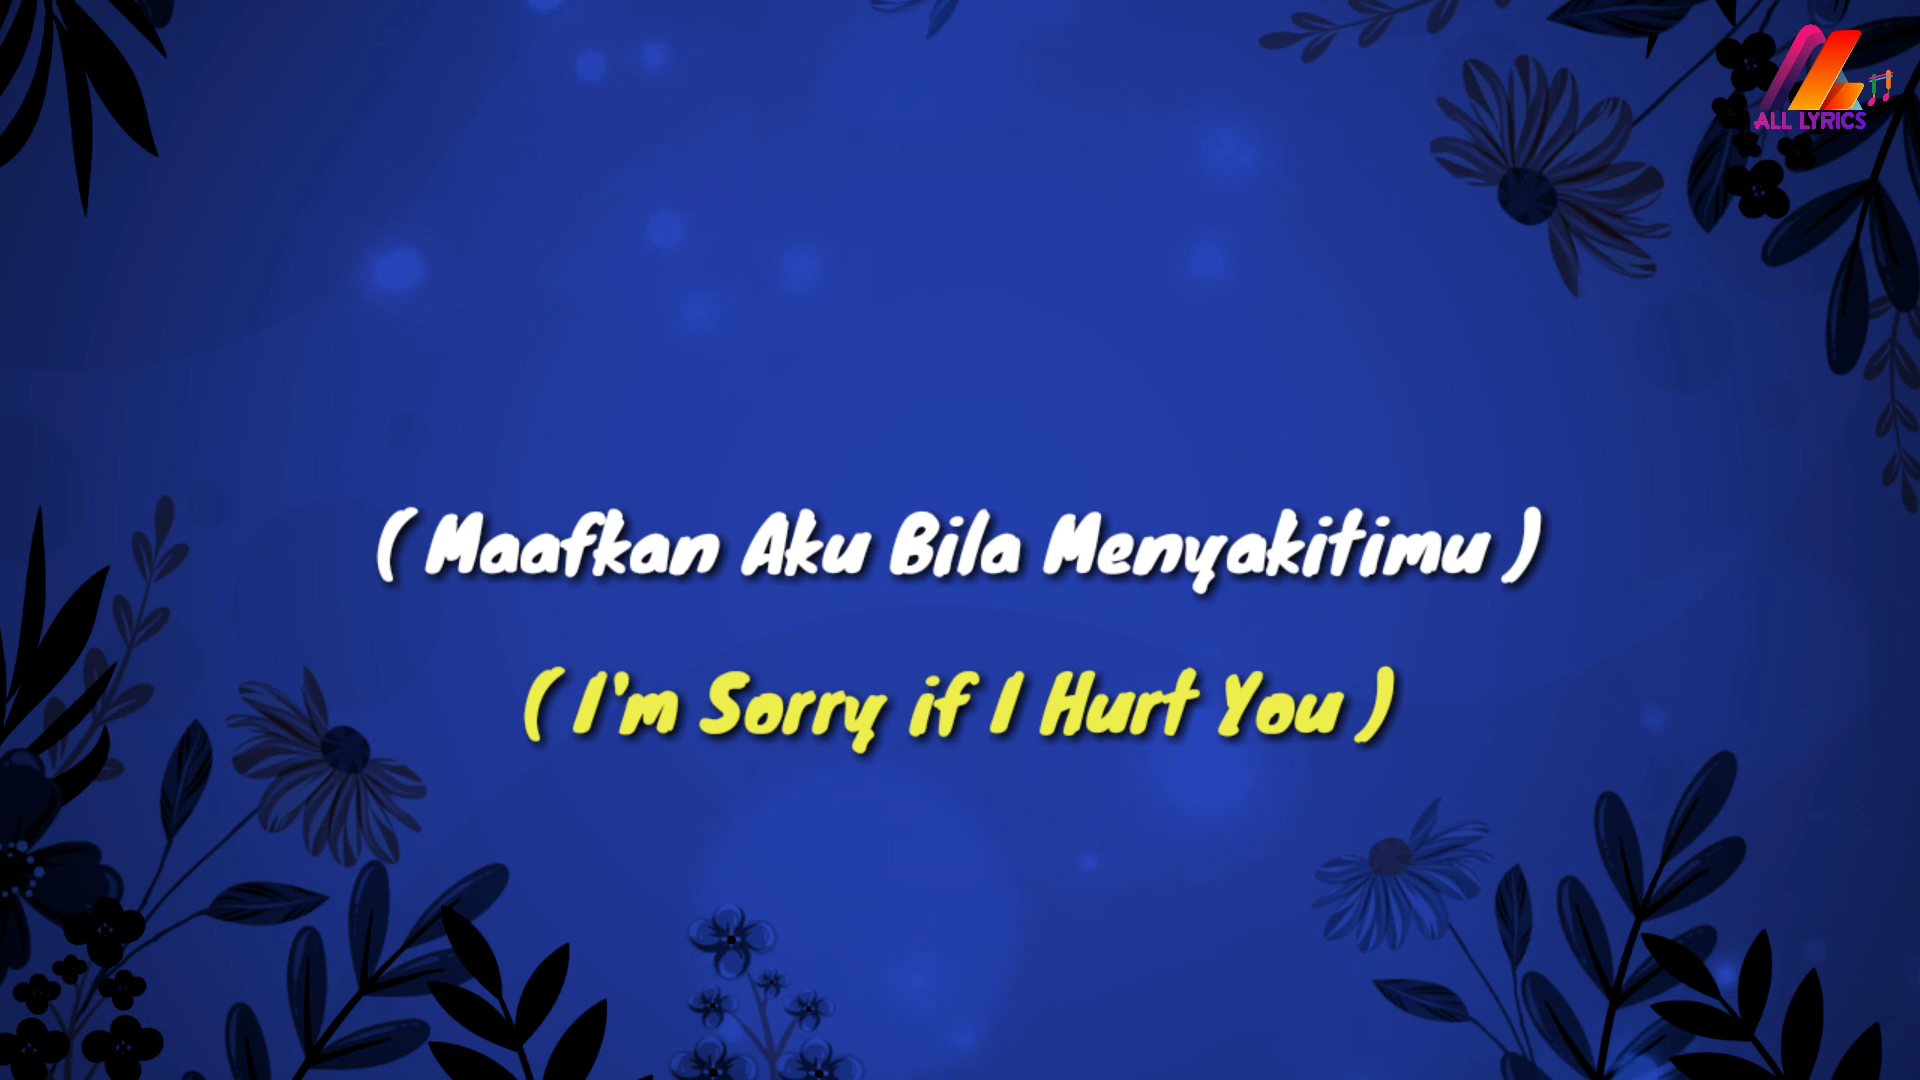 ALL LYRICS
( Maafkan Aku Bila Menyakitimu )
( I'm Sorry if I Hurt You )